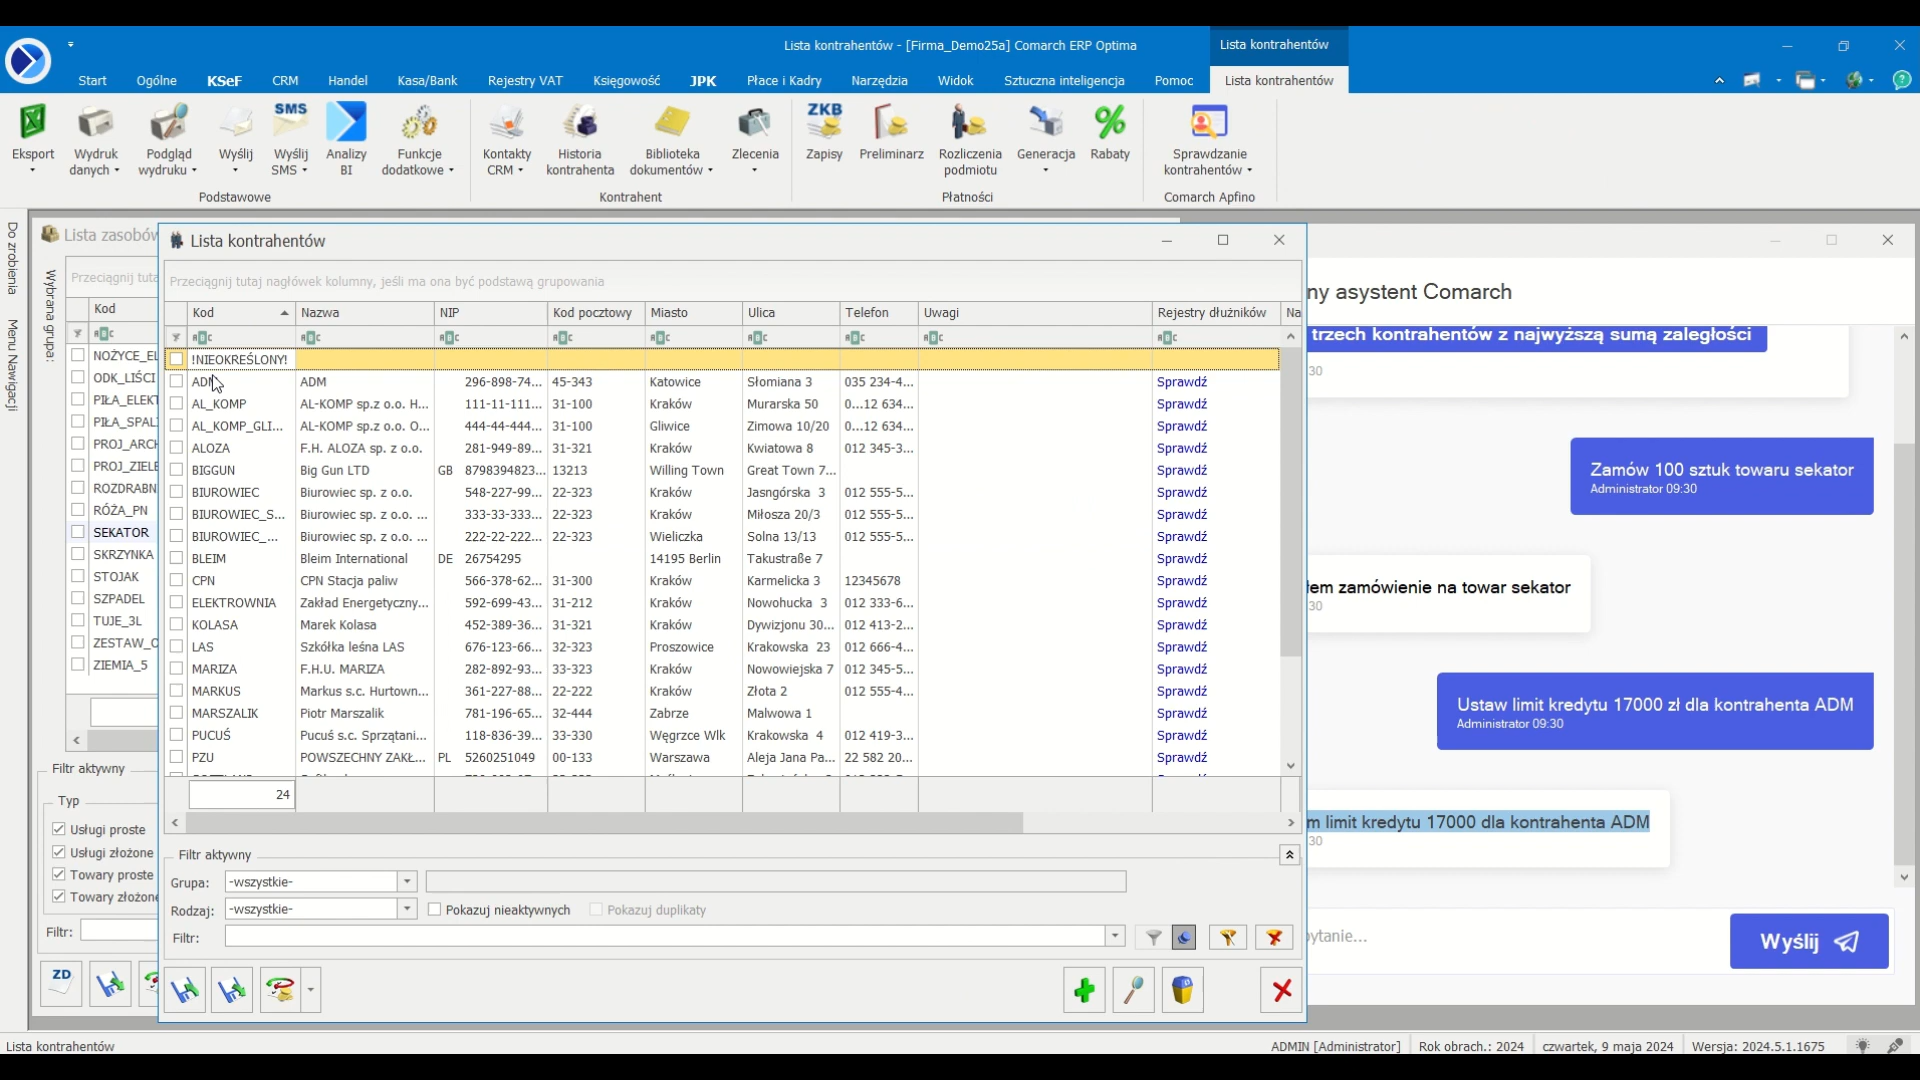 Lista kontrahentów - [Firma_Demo25a] Comarch ERP Optima
Lista kontrahentów
Start Ogólne KSeF CRM Handel Kasa/Bank Rejestry VAT Księgowość JPK Płace i Kadry Narzędzia Widok Sztuczna inteligencja Pomoc Lista kontrahentów
SMS ZKB
Eksport Wydruk danych Podgląd wydruku Wyślij Wyślij SMS Analizy BI Funkcje dodatkowe Kontakty CRM Historia kontrahenta Biblioteka dokumentów Zlecenia Zapisy Preliminarz Rozliczenia podmiotu Generacja Rabaty Sprawdzanie kontrahentów
Podstawowe Kontrahent Płatności Comarch Apfino
Do zrobienia
Menu Nawigacji
Wybrana grupa:
Lista zasobów
Przeciągnij tuta
Kod
NOŻYCE_EL
ODK_LIŚCI
PIŁA_ELEKT
PIŁA_SPAL
PROJ_ARCH
PROJ_ZIELE
ROZDRABN
RÓŻA_PN
SEKATOR
SKRZYNKA
STOJAK
SZPADEL
TUJE_3L
ZESTAW_O
ZIEMIA_5
Filtr aktywny
Typ
Usługi proste
Usługi złożone
Towary proste
Towary złożone
Filtr:
ZD
Lista kontrahentów
Przeciągnij tutaj nagłówek kolumny, jeśli ma ona być podstawą grupowania
Kod Nazwa NIP Kod pocztowy Miasto Ulica Telefon Uwagi Rejestry dłużników Na
!NIEOKREŚLONY!
ADM ADM 296-898-74... 45-343 Katowice Słomiana 3 035 234-4... Sprawdź
AL_KOMP AL-KOMP sp.z o.o. H... 111-11-111... 31-100 Kraków Murarska 50 0...12 634... Sprawdź
AL_KOMP_GLI... AL-KOMP sp.z o.o. O... 444-44-444... 31-100 Gliwice Zimowa 10/20 0...12 634... Sprawdź
ALOZA F.H. ALOZA sp. z o.o. 281-949-89... 31-321 Kraków Kwiatowa 8 012 345-3... Sprawdź
BIGGUN Big Gun LTD GB 8798394823... 13213 Willing Town Great Town 7... Sprawdź
BIUROWIEC Biurowiec sp. z o.o. 548-227-99... 22-323 Kraków Jasngórska 3 012 555-5... Sprawdź
BIUROWIEC_S... Biurowiec sp. z o.o. ... 333-33-333... 22-323 Kraków Miłosza 20/3 012 555-5... Sprawdź
BIUROWIEC_... Biurowiec sp. z o.o. ... 222-22-222... 22-323 Wieliczka Solna 13/13 012 555-5... Sprawdź
BLEIM Bleim International DE 26754295 14195 Berlin Takustraße 7 Sprawdź
CPN CPN Stacja paliw 566-378-62... 31-300 Kraków Karmelicka 3 12345678 Sprawdź
ELEKTROWNIA Zakład Energetyczny... 592-699-43... 31-212 Kraków Nowohucka 3 012 333-6... Sprawdź
KOLASA Marek Kolasa 452-389-36... 31-321 Kraków Dywizjonu 30... 012 413-2... Sprawdź
LAS Szkółka leśna LAS 676-123-66... 32-323 Proszowice Krakowska 23 012 666-4... Sprawdź
MARIZA F.H.U. MARIZA 282-892-93... 33-323 Kraków Nowowiejska 7 012 345-5... Sprawdź
MARKUS Markus s.c. Hurtown... 361-227-88... 22-222 Kraków Złota 2 012 555-4... Sprawdź
MARSZALIK Piotr Marszalik 781-196-65... 32-444 Zabrze Malwowa 1 Sprawdź
PUCUŚ Pucuś s.c. Sprzątani... 118-836-39... 33-330 Węgrzce Wlk Krakowska 4 012 419-3... Sprawdź
PZU POWSZECHNY ZAKŁ... PL 5260251049 00-133 Warszawa Aleja Jana Pa... 22 582 20... Sprawdź
24
Filtr aktywny
Grupa: -wszystkie-
Rodzaj: -wszystkie- Pokazuj nieaktywnych Pokazuj duplikaty
Filtr:
ny asystent Comarch
trzech kontrahentów z najwyższą sumą zaległości
30
Zamów 100 sztuk towaru sekator
Administrator 09:30
łem zamówienie na towar sekator
30
Ustaw limit kredytu 17000 zł dla kontrahenta ADM
Administrator 09:30
m limit kredytu 17000 dla kontrahenta ADM
30
pytanie...
Wyślij
Lista kontrahentów
ADMIN [Administrator] Rok obrach.: 2024 czwartek, 9 maja 2024 Wersja: 2024.5.1.1675